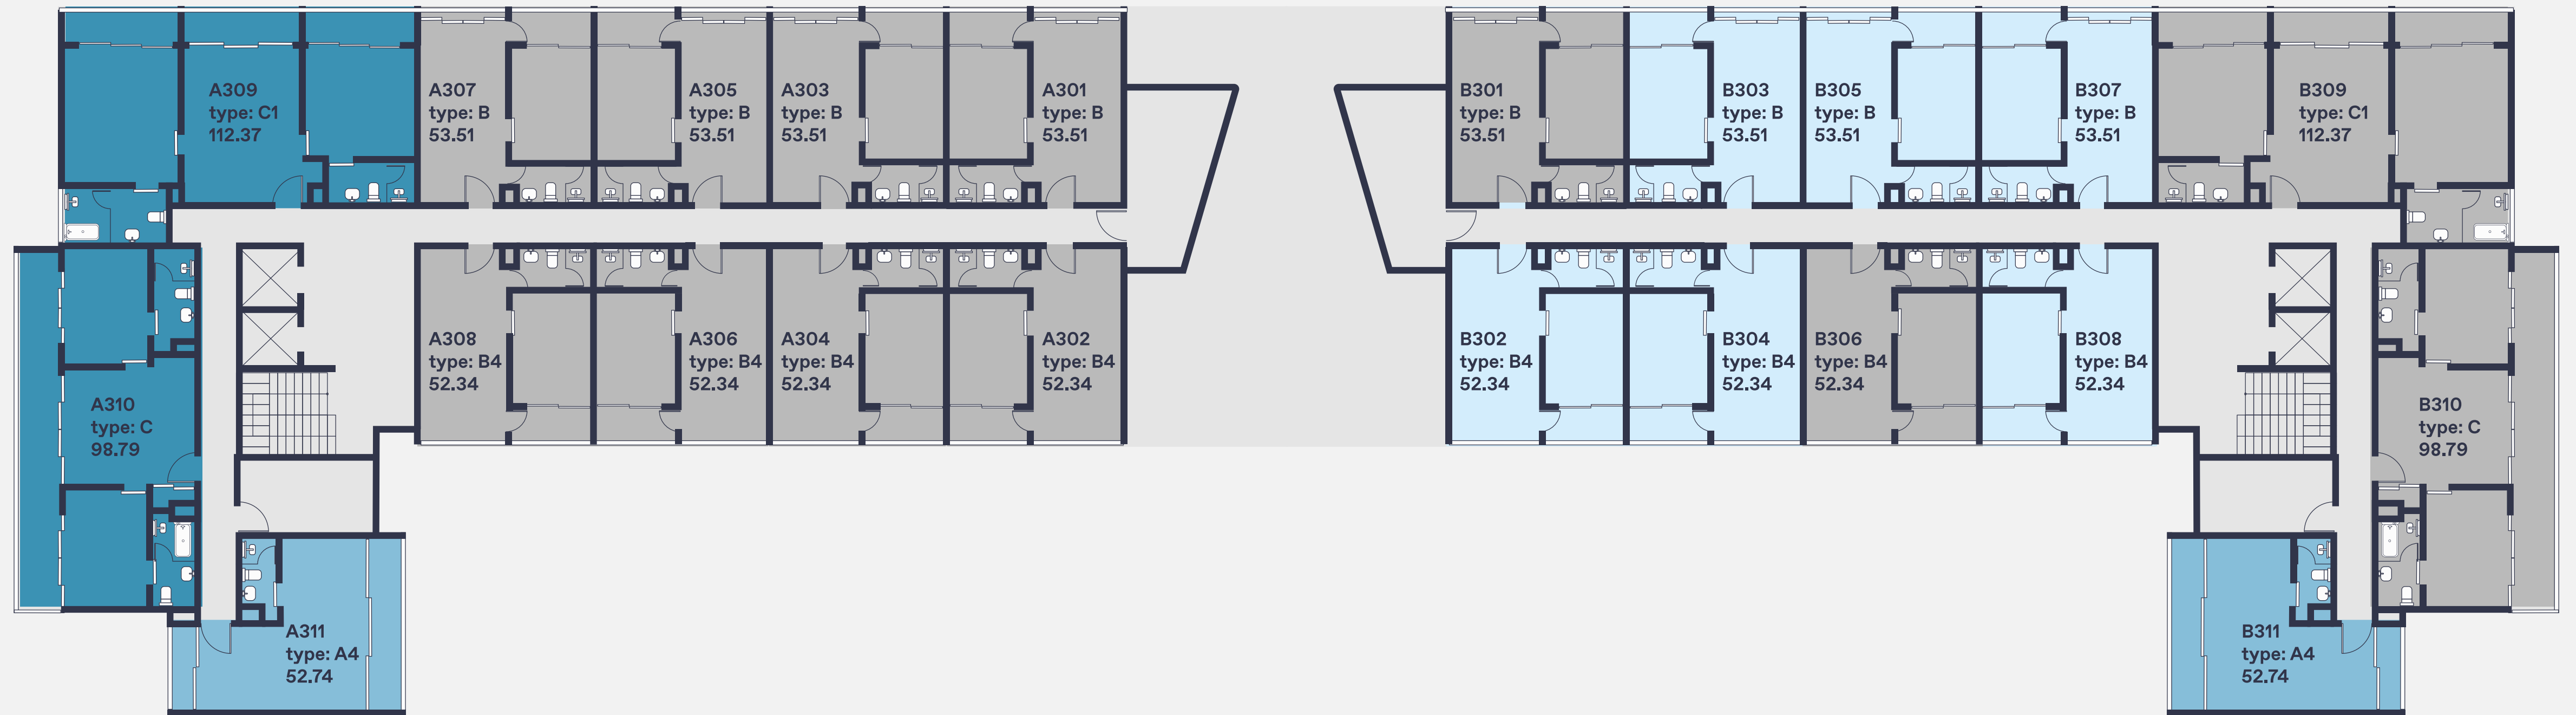 A309
type: C1
112.37
A307
type: B
53.51
A305
type: B
53.51
A303
type: B
53.51
A301
type: B
53.51
B301
type: B
53.51
B303
type: B
53.51
B305
type: B
53.51
B307
type: B
53.51
B309
type: C1
112.37
A308
type: B4
52.34
A306
type: B4
52.34
A304
type: B4
52.34
A302
type: B4
52.34
B302
type: B4
52.34
B304
type: B4
52.34
B306
type: B4
52.34
B308
type: B4
52.34
A310
type: C
98.79
B310
type: C
98.79
A311
type: A4
52.74
B311
type: A4
52.74